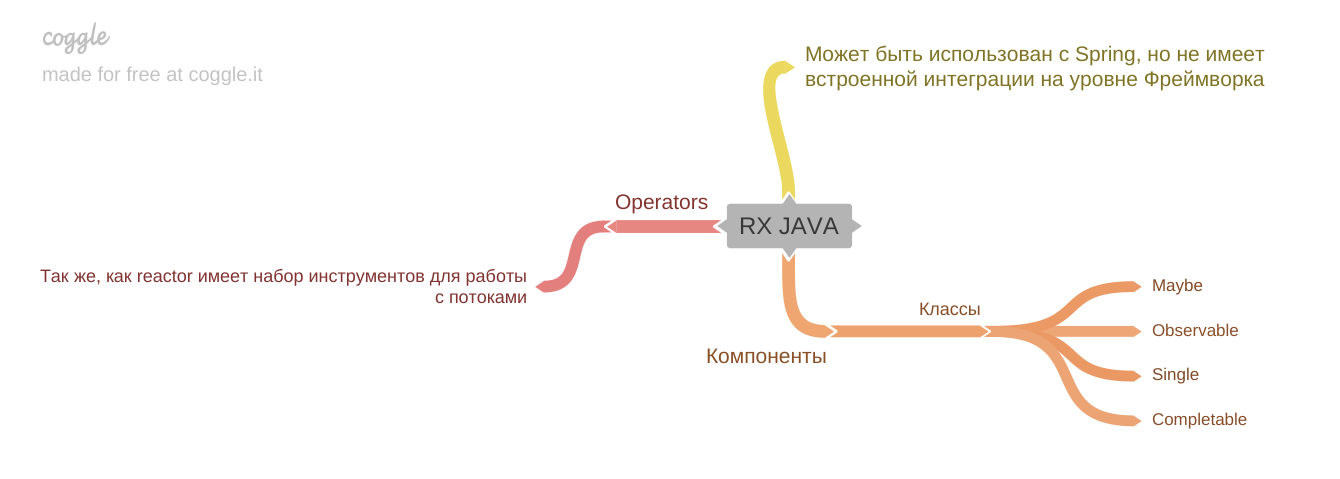 coggle
made for free at coggle.it
Может быть использован с Spring, но не имеет
встроенной интеграции на уровне Фреймворка
Operators
RX JAVA
Так же, как reactor имеет набор инструментов для работы
с потоками
Maybe
Классы
Observable
Компоненты
Single
Completable